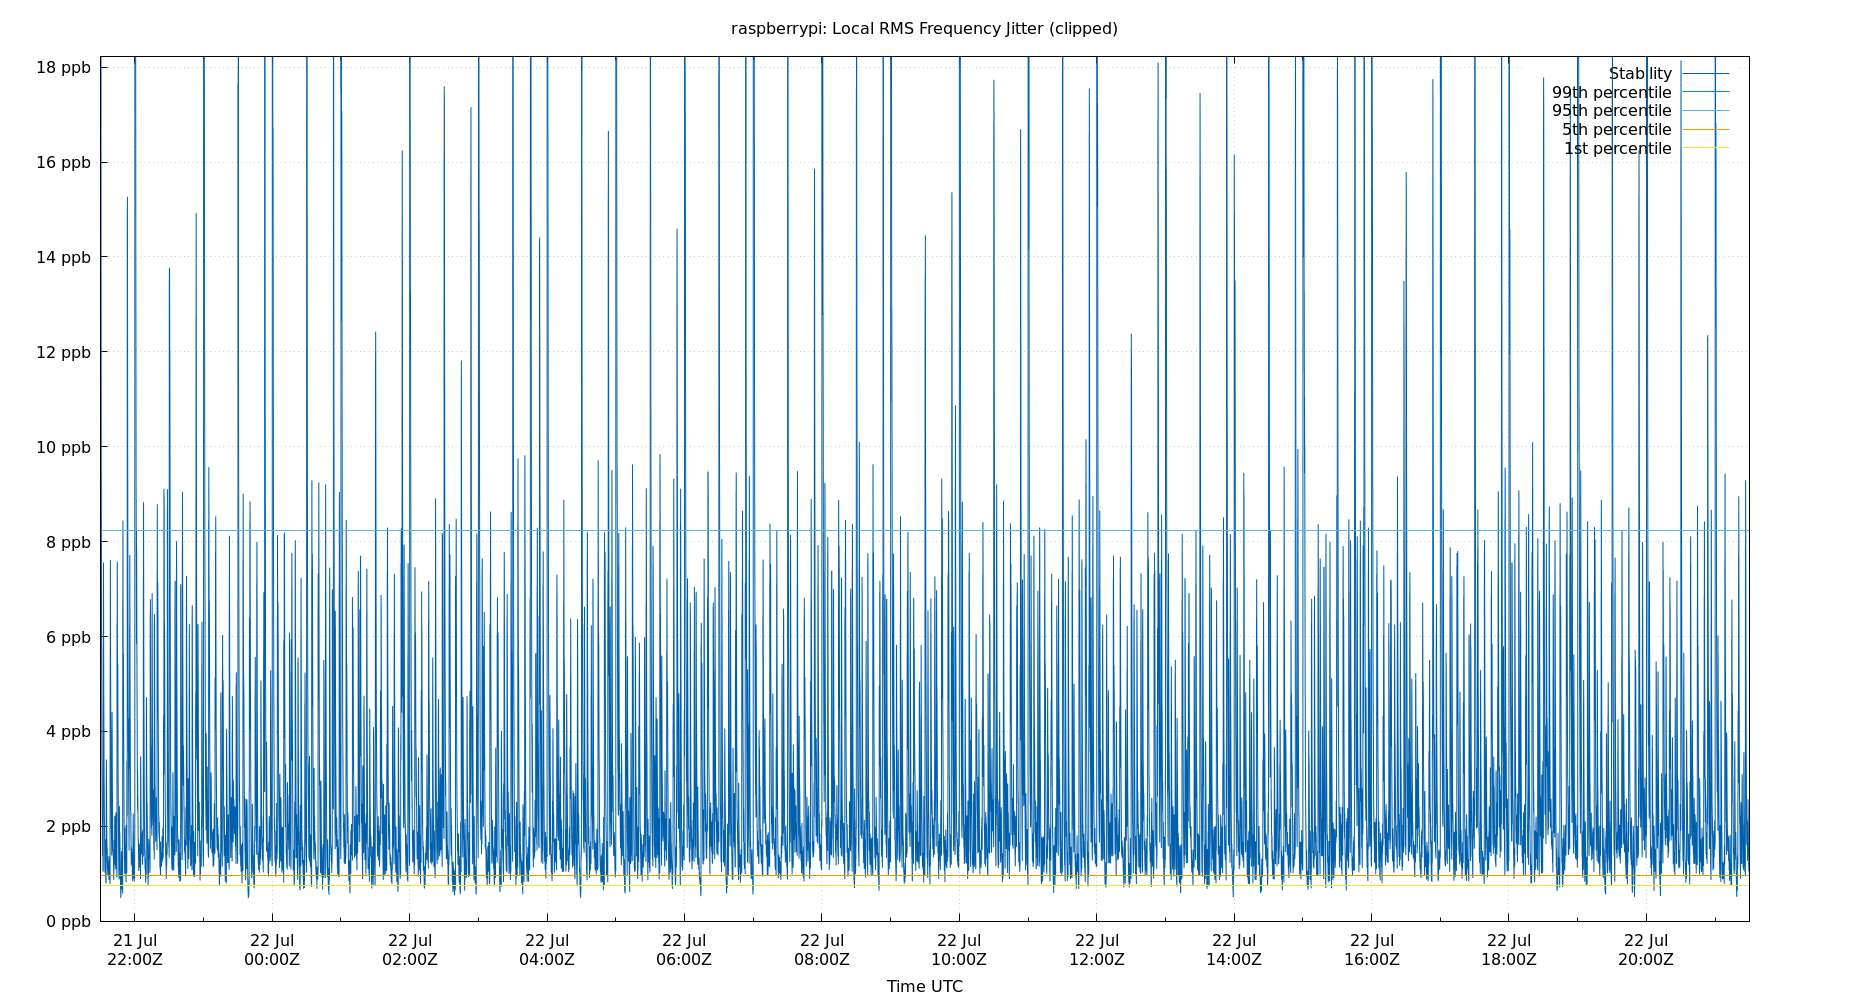 raspberrypi: Local RMS Frequency Jitter (clipped)
18 ppb
16 ppb
14 ppb
12 ppb
10 ppb
8 ppb
6 ppb
4 ppb
2 ppb
0 ppb
Stability
99th percentile
95th percentile
5th percentile
1st percentile
21 Jul
22:00Z
22 Jul
00:00Z
22 Jul
02:00Z
22 Jul
04:00Z
22 Jul
06:00Z
22 Jul
08:00Z
22 Jul
10:00Z
22 Jul
12:00Z
22 Jul
14:00Z
22 Jul
16:00Z
22 Jul
18:00Z
22 Jul
20:00Z
Time UTC